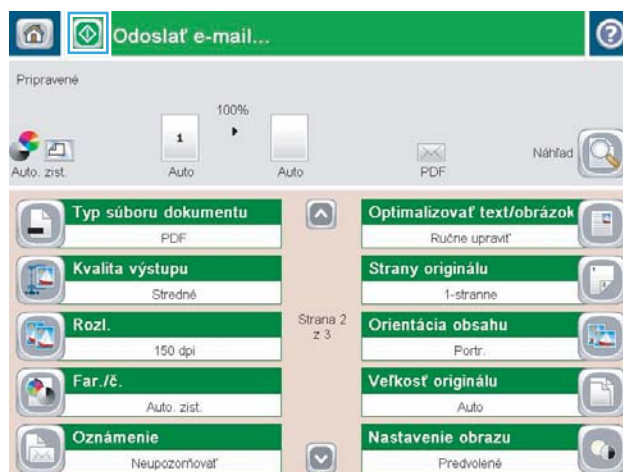 Odoslať e-mail...
Pripravené
100%
1
Auto. zist.
Auto
Auto
PDF
Náhľad
Typ súboru dokumentu
PDF
Kvalita výstupu
Stredné
Rozl.
150 dpi
Far./č.
Auto. zist.
Oznámenie
Neupozorňovať
Strana 2
z 3
Optimalizovať text/obrázok
Ručne upraviť
Strany originálu
1-stranne
Orientácia obsahu
Portr.
Veľkosť originálu
Auto
Nastavenie obrazu
Predvolené